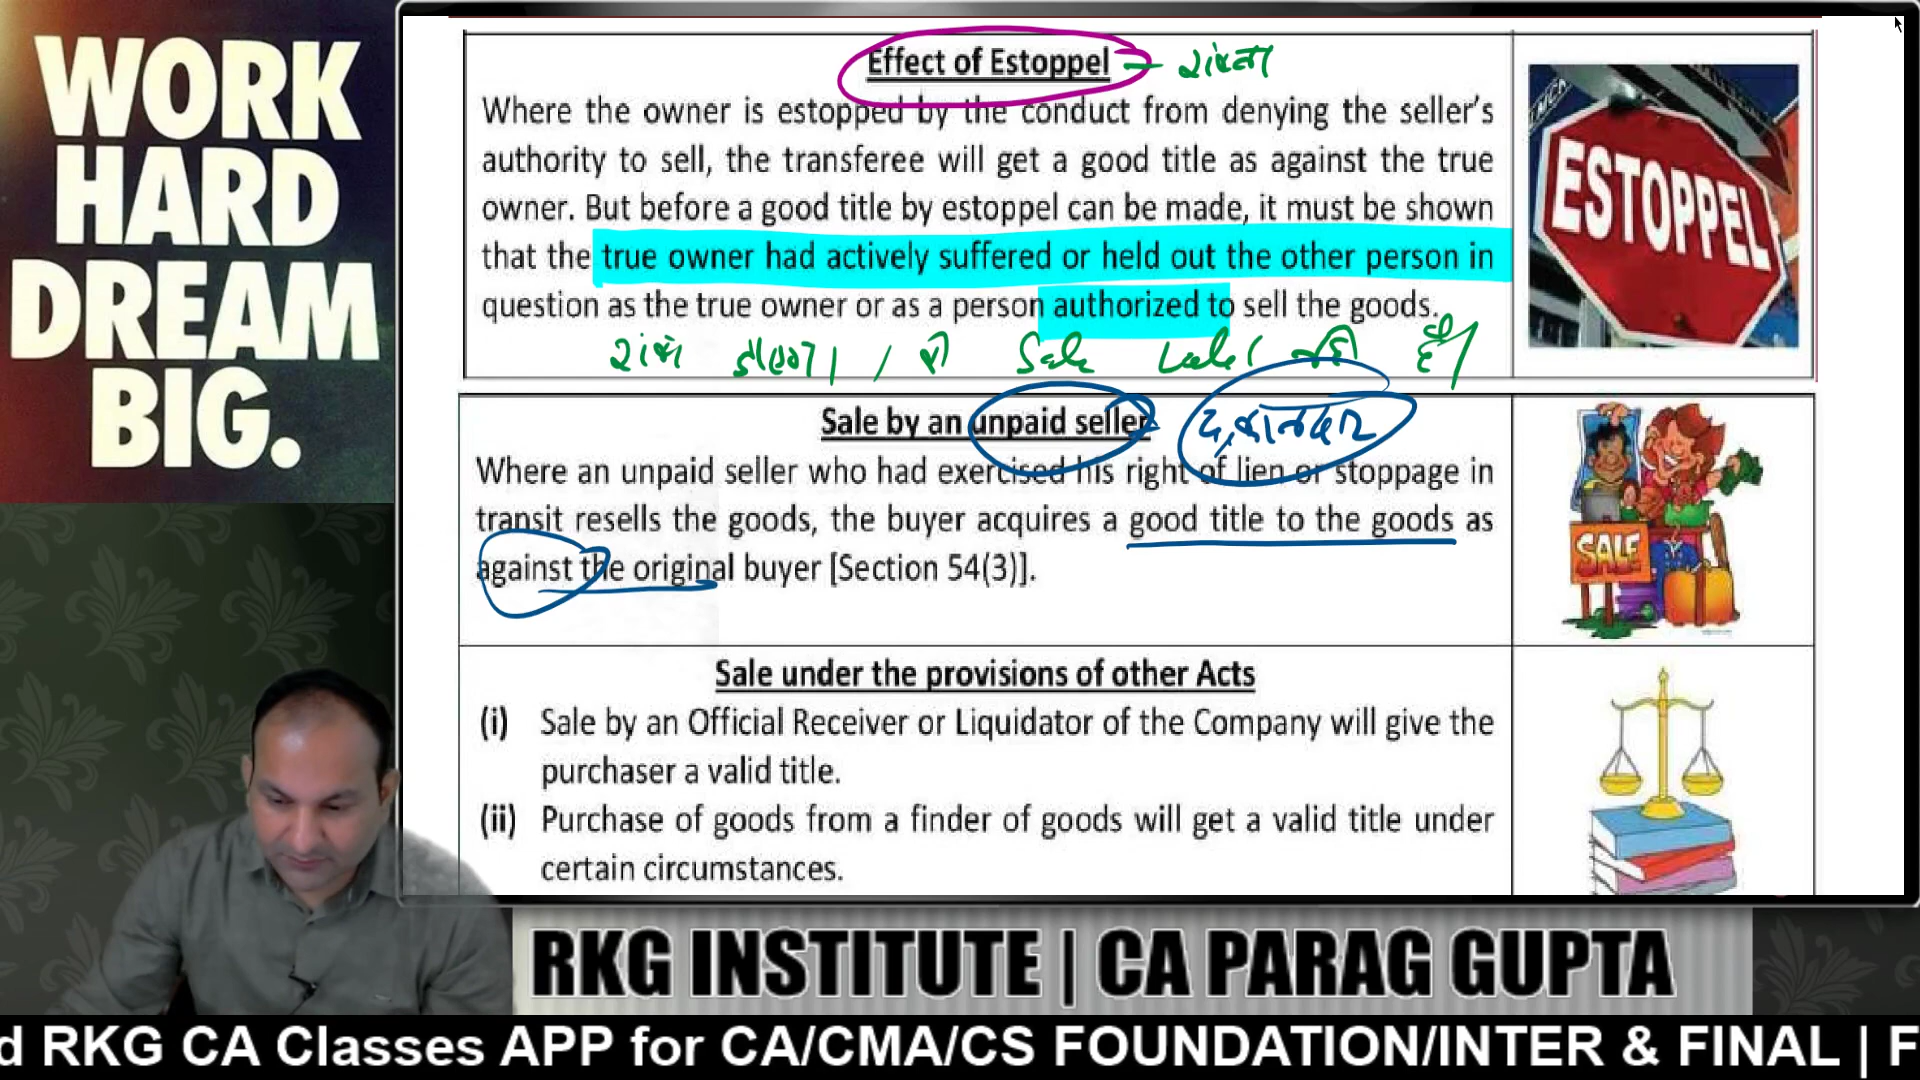 WORK
HARD
DREAM
BIG.
Effect of Estoppel
Where the owner is estopped by the conduct from denying the seller’s
authority to sell, the transferee will get a good title as against the true
owner. But before a good title by estoppel can be made, it must be shown
that the true owner had actively suffered or held out the other person in
question as the true owner or as a person authorized to sell the goods.
Sale
ESTOPPEL
Sale by an unpaid seller
दुकानदार
Where an unpaid seller who had exercised his right of lien or stoppage in
transit resells the goods, the buyer acquires a good title to the goods as
against the original buyer [Section 54(3)].
SALE
Sale under the provisions of other Acts
(i) Sale by an Official Receiver or Liquidator of the Company will give the
purchaser a valid title.
(ii) Purchase of goods from a finder of goods will get a valid title under
certain circumstances.
RKG INSTITUTE | CA PARAG GUPTA
d RKG CA Classes APP for CA/CMA/CS FOUNDATION/INTER & FINAL | F